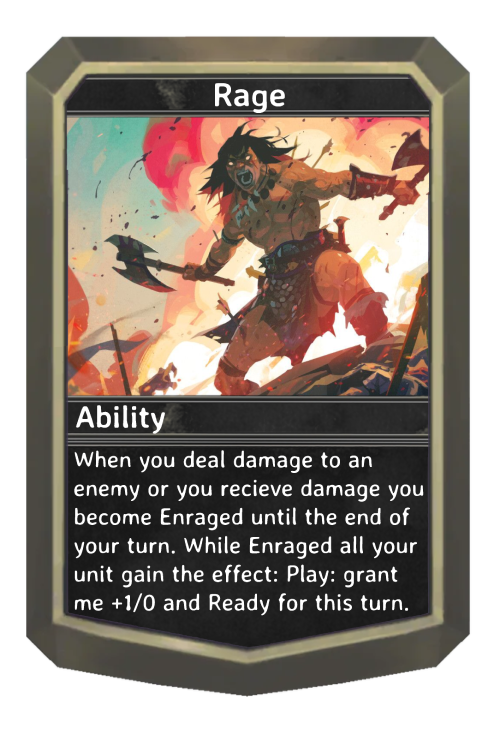 Rage
Ability
When you deal damage to an
enemy or you recieve damage you
become Enraged until the end of
your turn. While Enraged all your
unit gain the effect: Play: grant
me +1/0 and Ready for this turn.